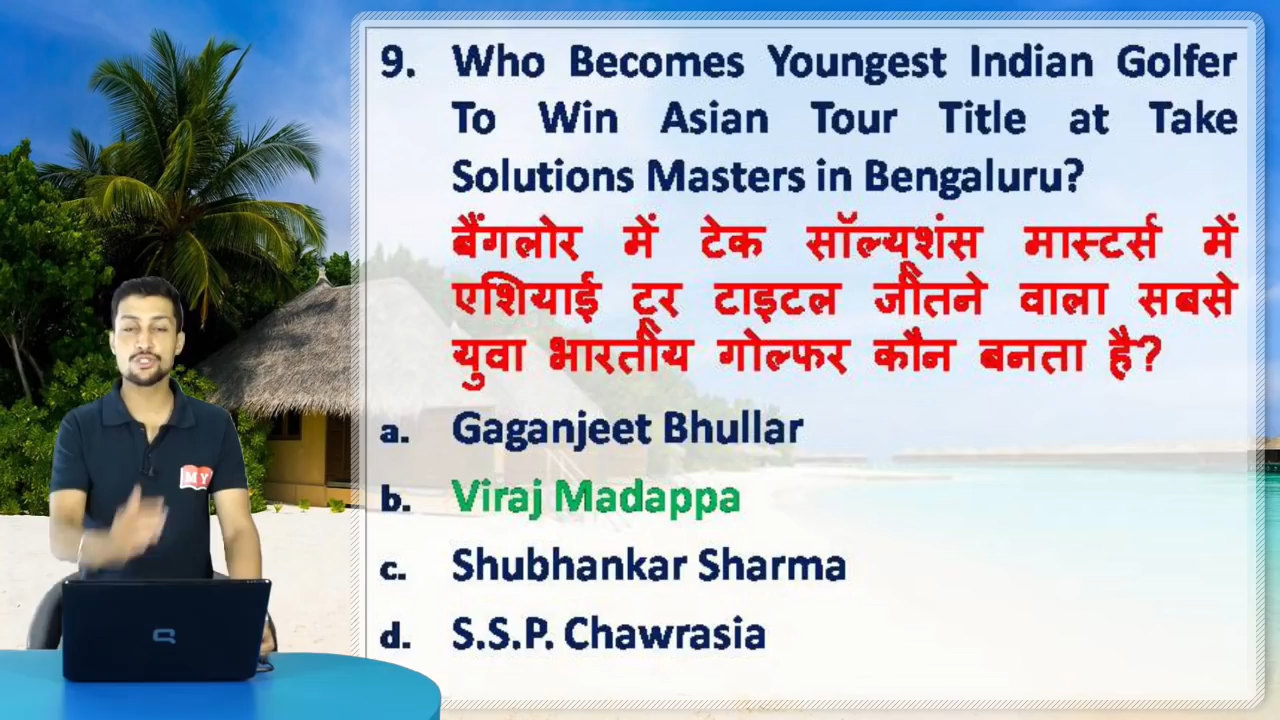 9. Who Becomes Youngest Indian Golfer
To Win Asian Tour Title at Take
Solutions Masters in Bengaluru?
बैंगलोर में टेक सॉल्यूशंस मास्टर्स में
एशियाई टूर टाइटल जीतने वाला सबसे
युवा भारतीय गोल्फर कौन बनता है?
a. Gaganjeet Bhullar
b. Viraj Madappa
c. Shubhankar Sharma
d. S.S.P. Chawrasia
MY